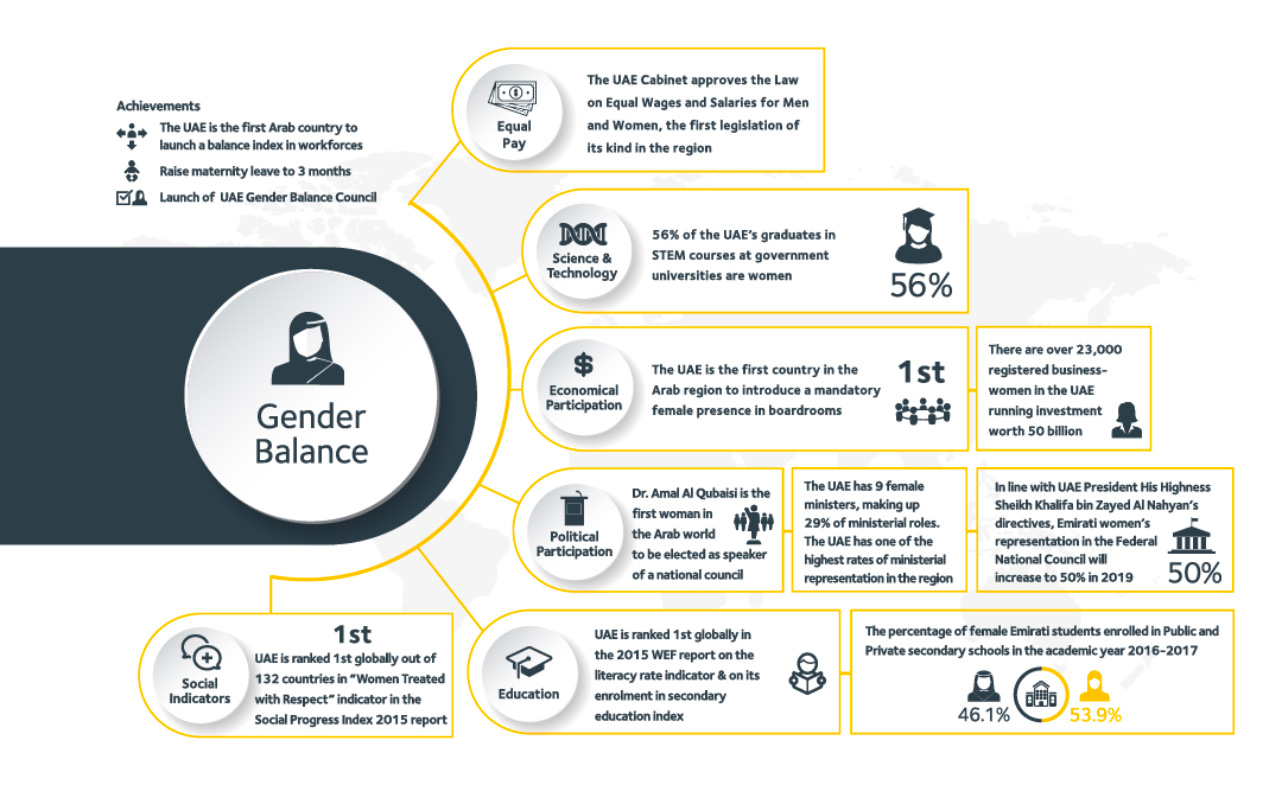 Achievements
The UAE is the first Arab country to
launch a balance index in workforces
Raise maternity leave to 3 months
Launch of UAE Gender Balance Council
Gender
Balance
Equal
Pay
The UAE Cabinet approves the Law
on Equal Wages and Salaries for Men
and Women, the first legislation of
its kind in the region
Science &
Technology
56% of the UAE's graduates in
STEM courses at government
universities are women
56%
$
Economical
Participation
The UAE is the first country in the
Arab region to introduce a mandatory
female presence in boardrooms
1st
There are over 23,000
registered business-
women in the UAE
running investment
worth 50 billion
Political
Participation
Dr. Amal Al Qubaisi is the
first woman in
the Arab world
to be elected as speaker
of a national council
The UAE has 9 female
ministers, making up
29% of ministerial roles.
The UAE has one of the
highest rates of ministerial
representation in the region
In line with UAE President His Highness
Sheikh Khalifa bin Zayed Al Nahyan's
directives, Emirati women's
representation in the Federal
National Council will
increase to 50% in 2019
50%
Social
Indicators
1st
UAE is ranked 1st globally out of
132 countries in "Women Treated
with Respect" indicator in the
Social Progress Index 2015 report
Education
UAE is ranked 1st globally in
the 2015 WEF report on the
literacy rate indicator & on its
enrolment in secondary
education index
The percentage of female Emirati students enrolled in Public and
Private secondary schools in the academic year 2016-2017
46.1%
53.9%